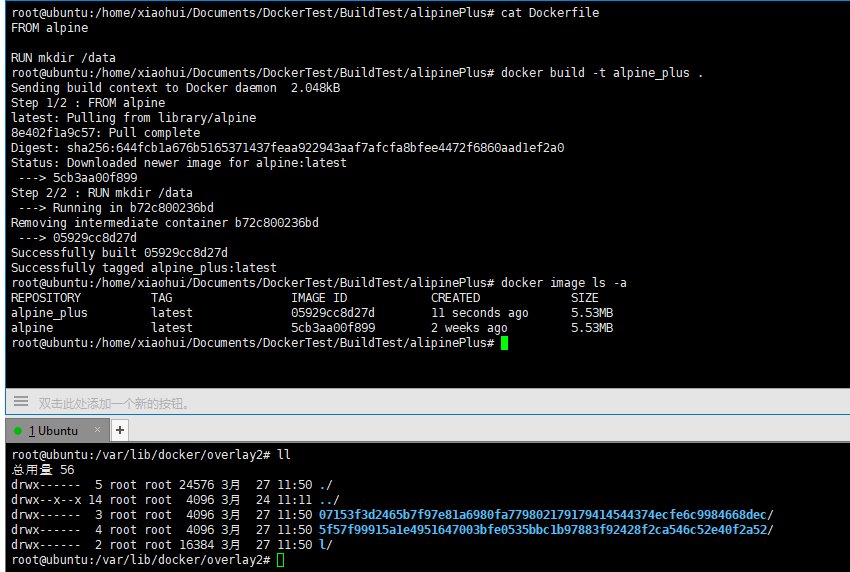 root@ubuntu:/home/xiaohui/Documents/DockerTest/BuildTest/alipinePlus# cat Dockerfile
FROM alpine
RUN mkdir /data
root@ubuntu:/home/xiaohui/Documents/DockerTest/BuildTest/alipinePlus# docker build -t alpine_plus .
Sending build context to Docker daemon  2.048kB
Step 1/2 : FROM alpine
latest: Pulling from library/alpine
8e402f1a9c57: Pull complete
Digest: sha256:644fcb1a676b5165371437feaa922943aaf7afcfa8bfee4472f6860aad1ef2a0
Status: Downloaded newer image for alpine:latest
 ---> 5cb3aa00f899
Step 2/2 : RUN mkdir /data
 ---> Running in b72c800236bd
Removing intermediate container b72c800236bd
 ---> 05929cc8d27d
Successfully built 05929cc8d27d
Successfully tagged alpine_plus:latest
root@ubuntu:/home/xiaohui/Documents/DockerTest/BuildTest/alipinePlus# docker image ls -a
REPOSITORY          TAG                 IMAGE ID            CREATED             SIZE
alpine_plus         latest              05929cc8d27d        11 seconds ago      5.53MB
alpine              latest              5cb3aa00f899        2 weeks ago         5.53MB
root@ubuntu:/home/xiaohui/Documents/DockerTest/BuildTest/alipinePlus#
双击此处添加一个新的按钮。
1 Ubuntu × +
root@ubuntu:/var/lib/docker/overlay2# ll
总用量 56
drwx------  5 root root 24576 3月  27 11:50 ./
drwx--x--x 14 root root  4096 3月  24 11:11 ../
drwx------  3 root root  4096 3月  27 11:50 07153f3d2465b7f97e81a6980fa779802179179414544374ecfe6c9984668dec/
drwx------  4 root root  4096 3月  27 11:50 5f57f99915a1e4951647003bfe0535bbc1b97883f92428f2ca546c52e40f2a52/
drwx------  2 root root 16384 3月  27 11:50 l/
root@ubuntu:/var/lib/docker/overlay2#